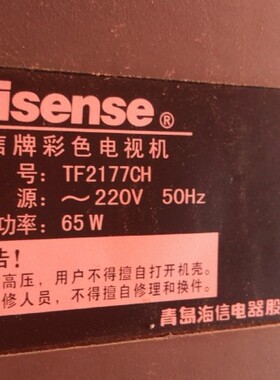 isense®
信牌彩色电视机
号: TF2177CH
源: ～220V 50Hz
功率: 65W
告!
高压，用户不得擅自打开机壳。
修人员，不得擅自修理和换件。
青岛海信电器股